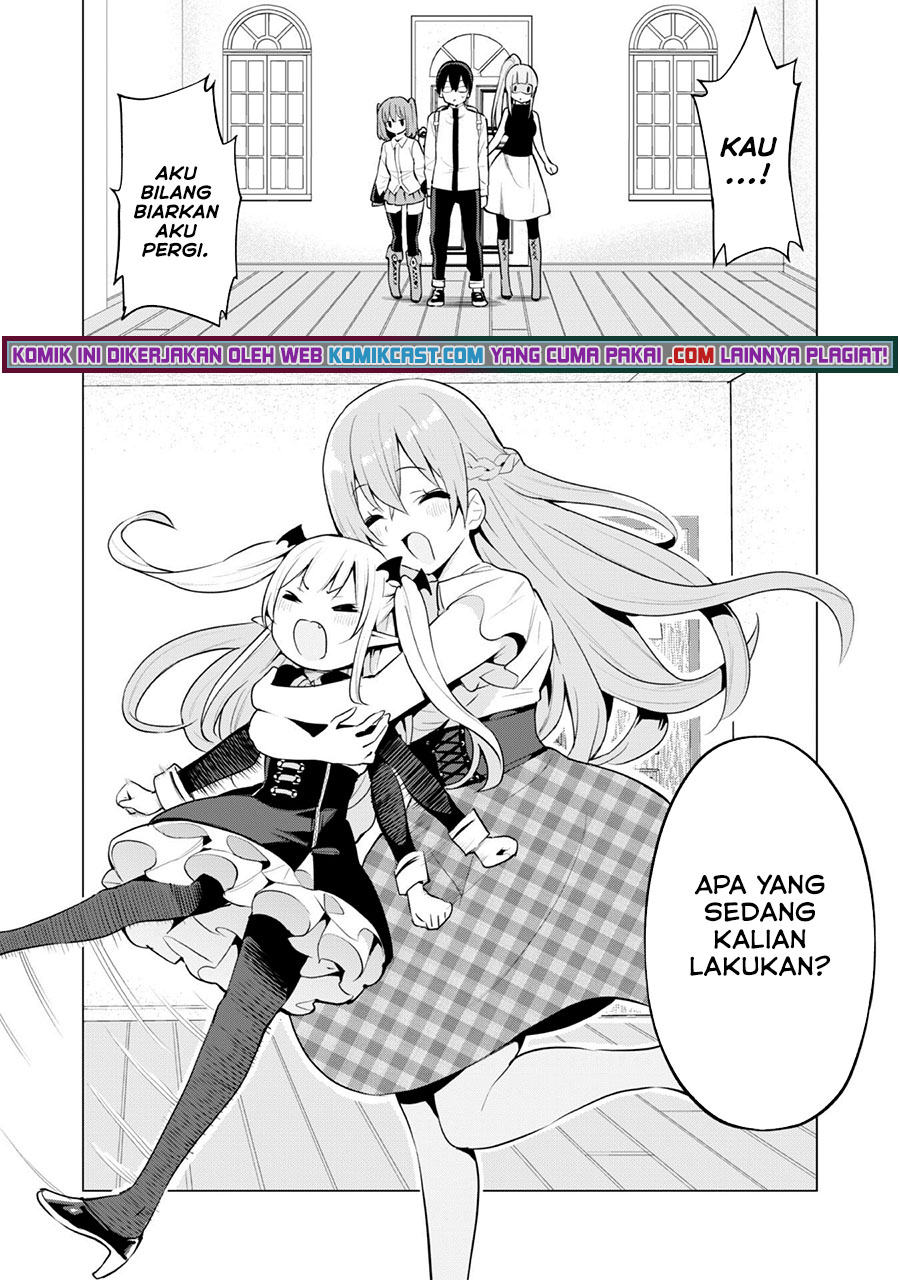 KAU
...!
AKU
BILANG
BIARKAN
AKU
PERGI.
KOMIK INI DIKERJAKAN OLEH WEB KOMIKCAST.COM YANG CUMA PAKAI .COM LAINNYA PLAGIAT!
APA YANG
SEDANG
KALIAN
LAKUKAN?